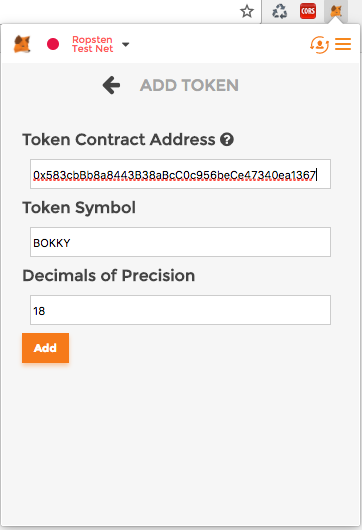 CORS
Ropsten
Test Net
ADD TOKEN
Token Contract Address ?
0x583cbBb8a8443B38aBcC0c956beCe47340ea1367
Token Symbol
BOKKY
Decimals of Precision
18
Add